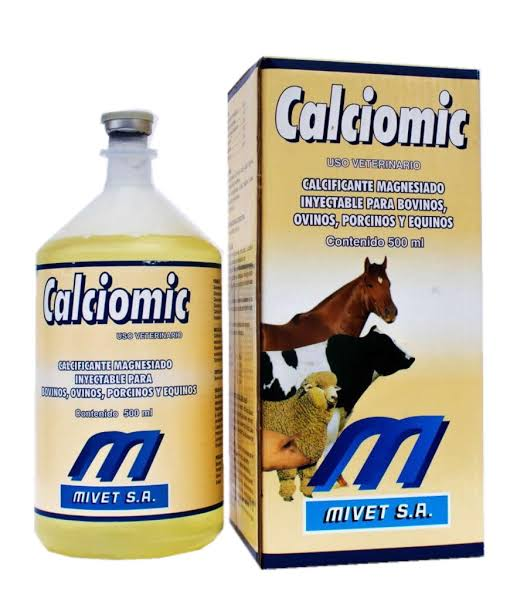 Calciomic
USO VETERINARIO
CALCIFICANTE MAGNESIADO
INYECTABLE PARA
BOVINOS, OVINOS, PORCINOS Y EQUINOS
Contenido 500 ml
MIVET S.A.
Calciomic
USO VETERINARIO
CALCIFICANTE MAGNESIADO
INYECTABLE PARA BOVINOS,
OVINOS, PORCINOS Y EQUINOS
Contenido 500 ml
M
MIVET S.A.